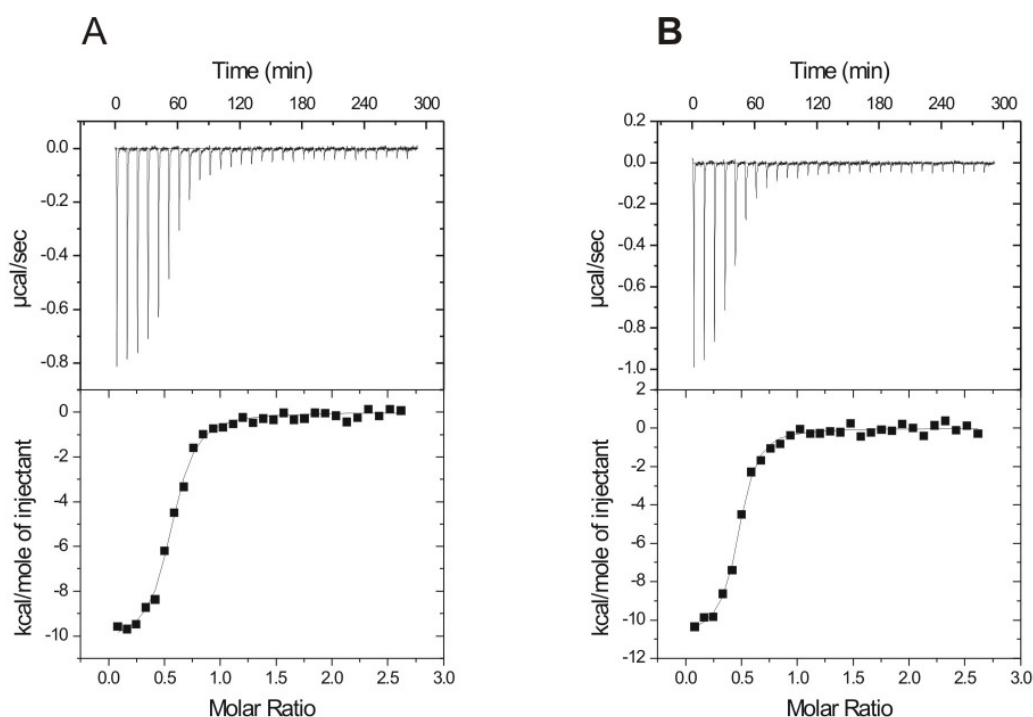 A
Time (min)
0 60 120 180 240 300
0.0
-0.2
-0.4
-0.6
-0.8
µcal/sec
0
-2
-4
-6
-8
-10
kcal/mole of injectant
0.0 0.5 1.0 1.5 2.0 2.5 3.0
Molar Ratio
B
Time (min)
0 60 120 180 240 300
0.2
0.0
-0.2
-0.4
-0.6
-0.8
-1.0
µcal/sec
2
0
-2
-4
-6
-8
-10
-12
kcal/mole of injectant
0.0 0.5 1.0 1.5 2.0 2.5 3.0
Molar Ratio